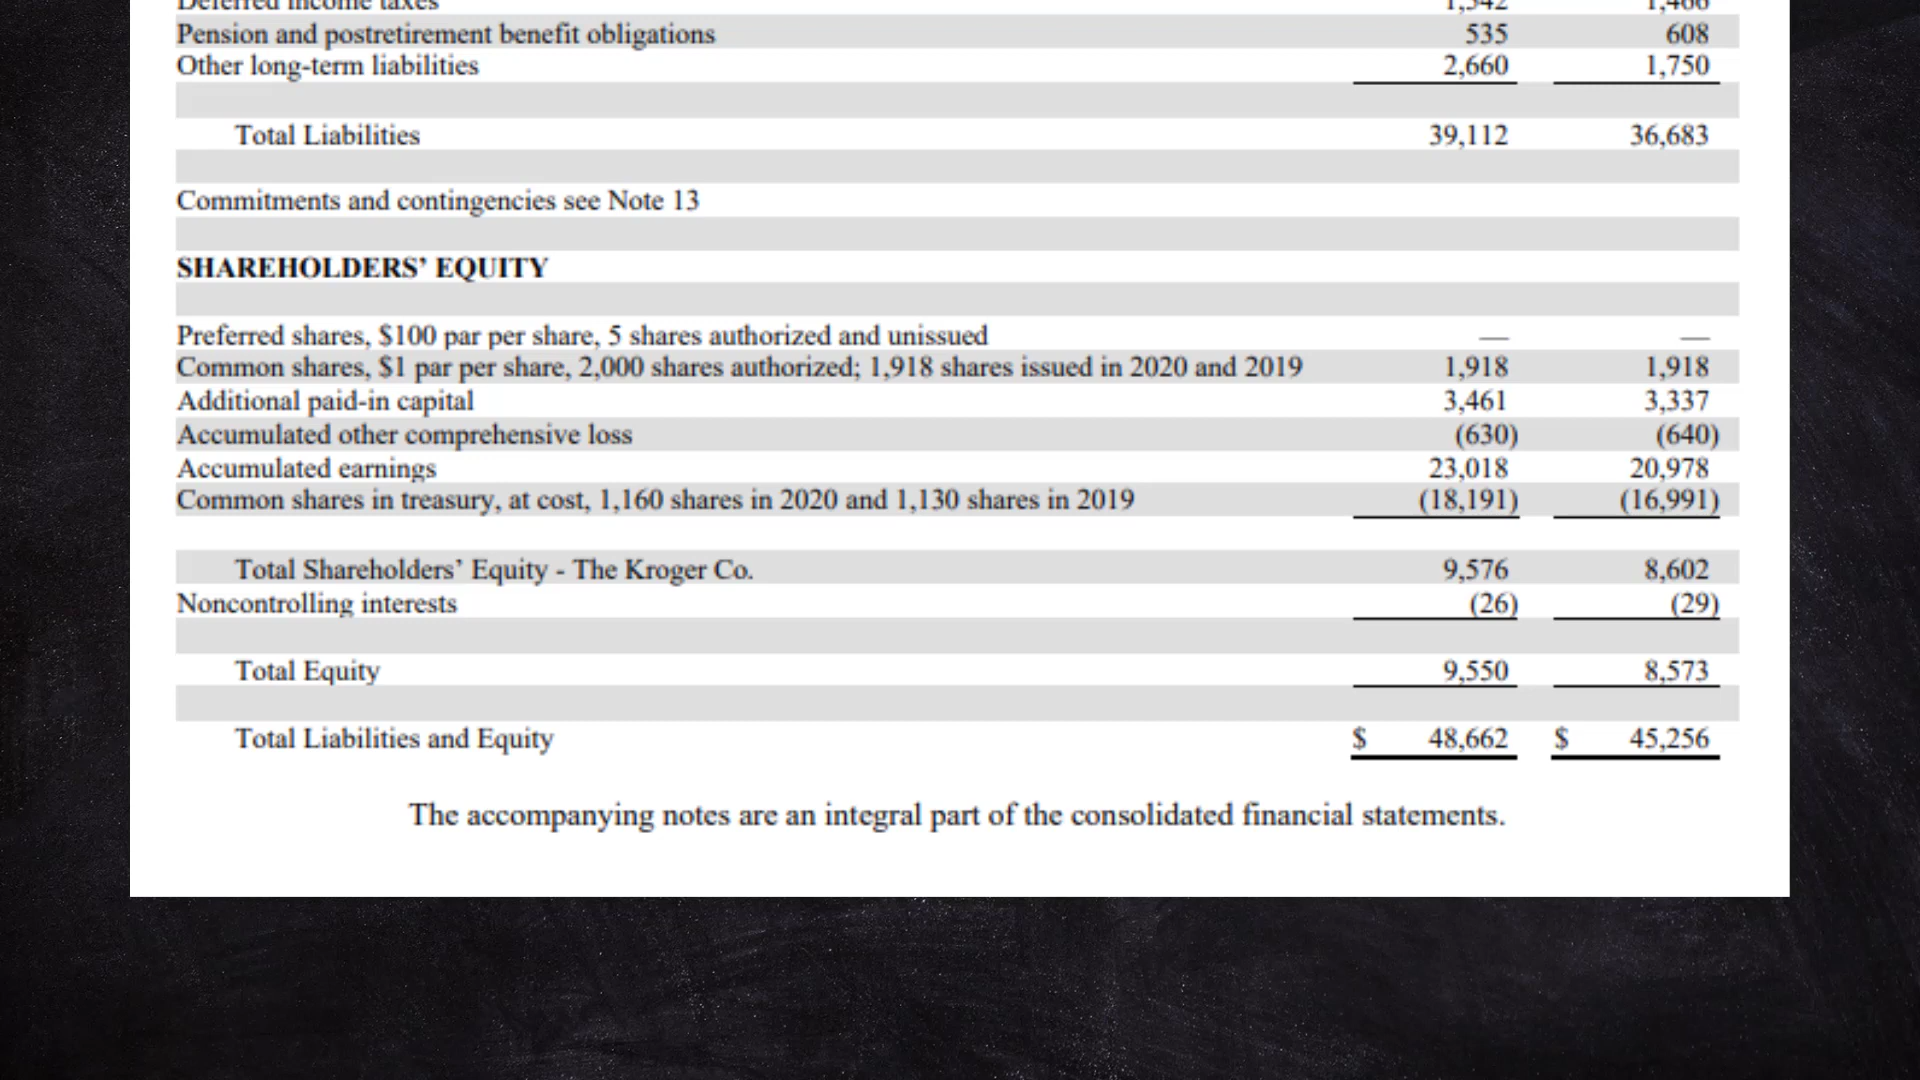 Deferred income taxes 1,542 1,466
Pension and postretirement benefit obligations 535 608
Other long-term liabilities 2,660 1,750
Total Liabilities 39,112 36,683
Commitments and contingencies see Note 13
SHAREHOLDERS’ EQUITY
Preferred shares, $100 par per share, 5 shares authorized and unissued — —
Common shares, $1 par per share, 2,000 shares authorized; 1,918 shares issued in 2020 and 2019 1,918 1,918
Additional paid-in capital 3,461 3,337
Accumulated other comprehensive loss (630) (640)
Accumulated earnings 23,018 20,978
Common shares in treasury, at cost, 1,160 shares in 2020 and 1,130 shares in 2019 (18,191) (16,991)
Total Shareholders’ Equity - The Kroger Co. 9,576 8,602
Noncontrolling interests (26) (29)
Total Equity 9,550 8,573
Total Liabilities and Equity $ 48,662 $ 45,256
The accompanying notes are an integral part of the consolidated financial statements.